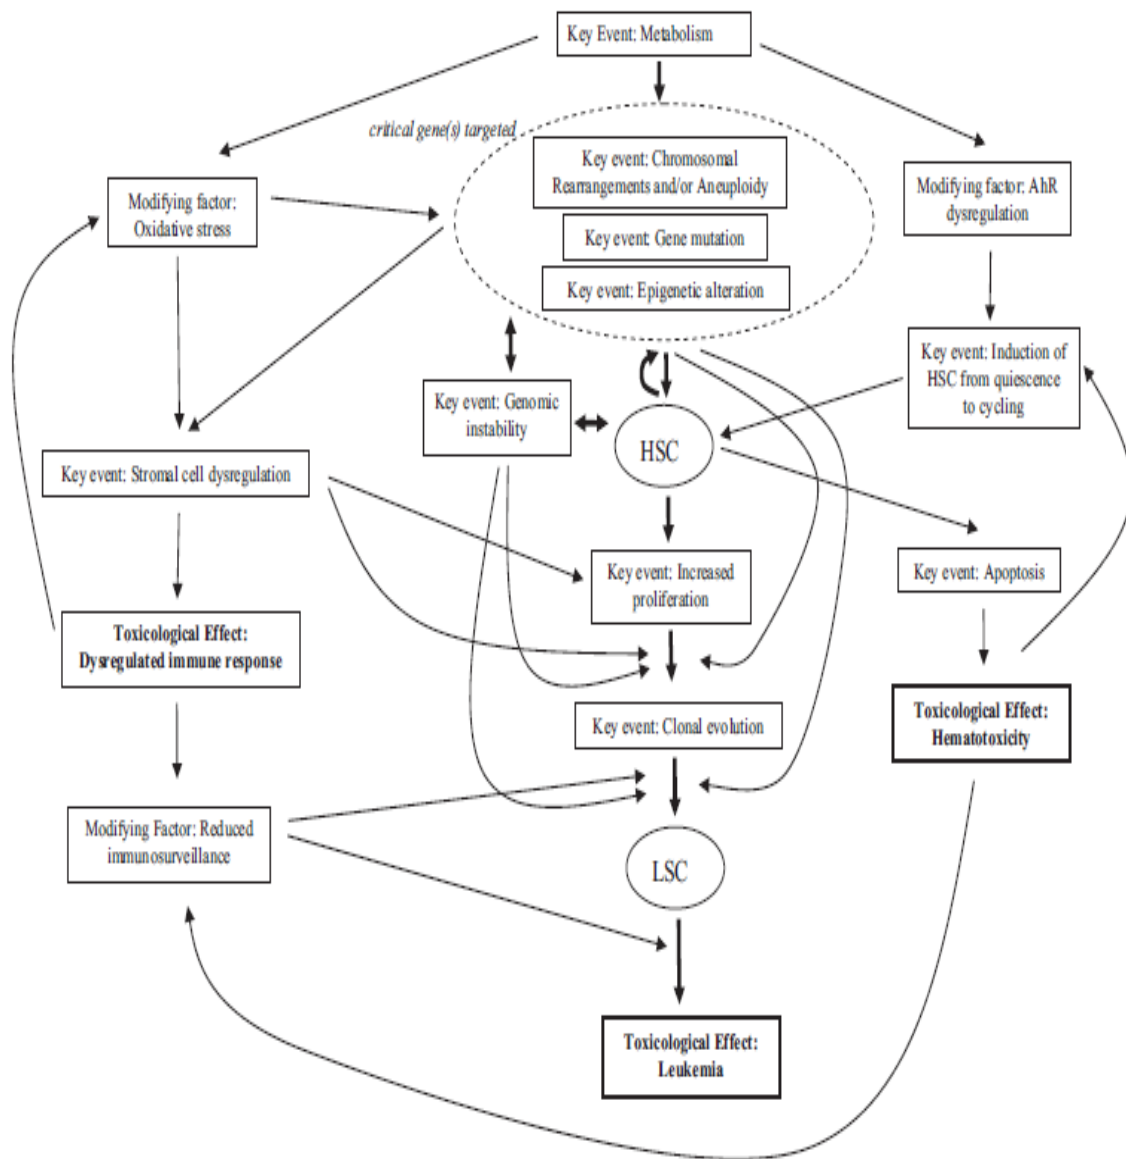 Key Event: Metabolism
critical gene(s) targeted
Key event: Chromosomal
Rearrangements and/or Aneuploidy
Modifying factor:
Oxidative stress
Modifying factor: AhR
dysregulation
Key event: Gene mutation
Key event: Epigenetic alteration
Key event: Induction of
HSC from quiescence
to cycling
Key event: Genomic
instability
HSC
Key event: Stromal cell dysregulation
Key event: Increased
proliferation
Key event: Apoptosis
Toxicological Effect:
Dysregulated immune response
Key event: Clonal evolution
Toxicological Effect:
Hematotoxicity
Modifying Factor: Reduced
immunosurveillance
LSC
Toxicological Effect:
Leukemia